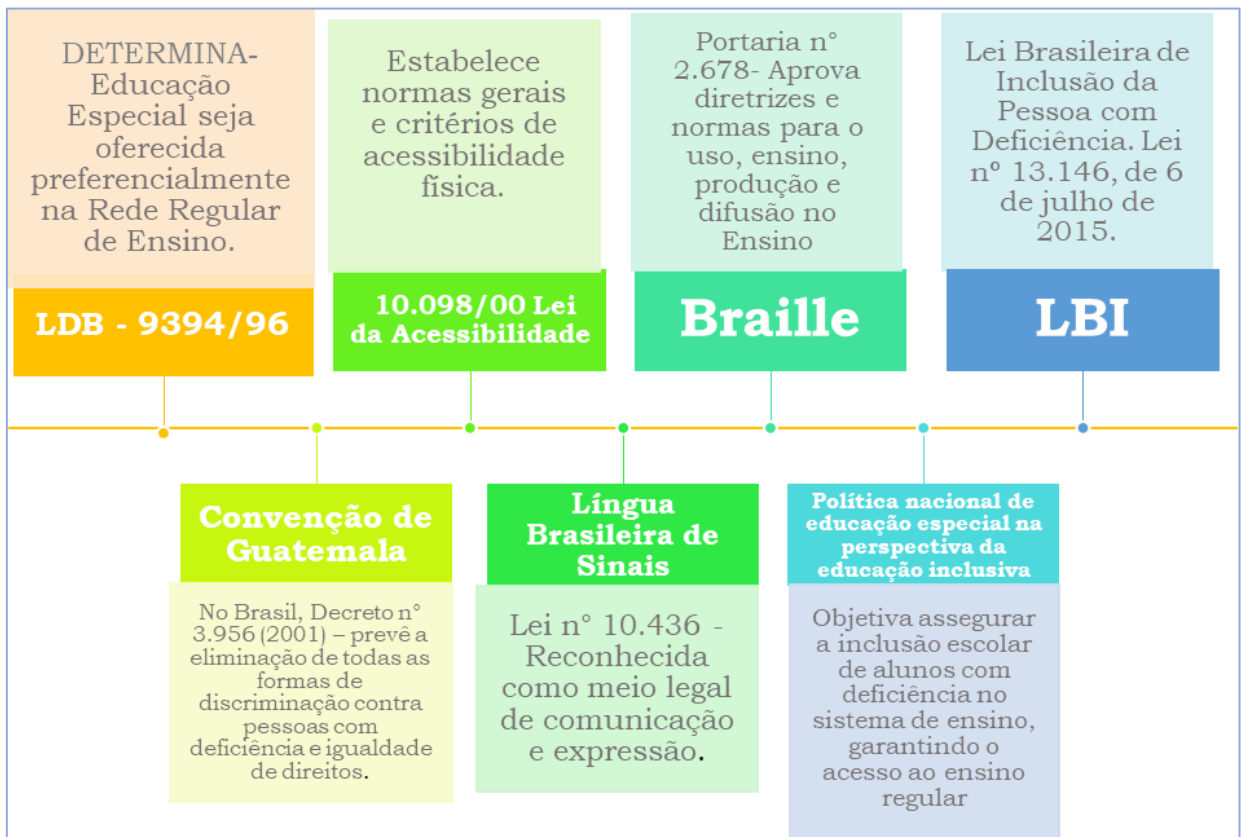 DETERMINA-
Educação
Especial seja
oferecida
preferencialmente
na Rede Regular
de Ensino.
LDB - 9394/96
Estabelece
normas gerais
e critérios de
acessibilidade
física.
10.098/00 Lei
da Acessibilidade
Portaria n°
2.678- Aprova
diretrizes e
normas para o
uso, ensino,
produção e
difusão no
Ensino
Braille
Lei Brasileira de
Inclusão da
Pessoa com
Deficiência. Lei
nº 13.146, de 6
de julho de
2015.
LBI
Convenção de
Guatemala
No Brasil, Decreto n°
3.956 (2001) – prevê a
eliminação de todas as
formas de
discriminação contra
pessoas com
deficiência e igualdade
de direitos.
Língua
Brasileira de
Sinais
Lei n° 10.436 -
Reconhecida
como meio legal
de comunicação
e expressão.
Política nacional de
educação especial na
perspectiva da
educação inclusiva
Objetiva assegurar
a inclusão escolar
de alunos com
deficiência no
sistema de ensino,
garantindo o
acesso ao ensino
regular